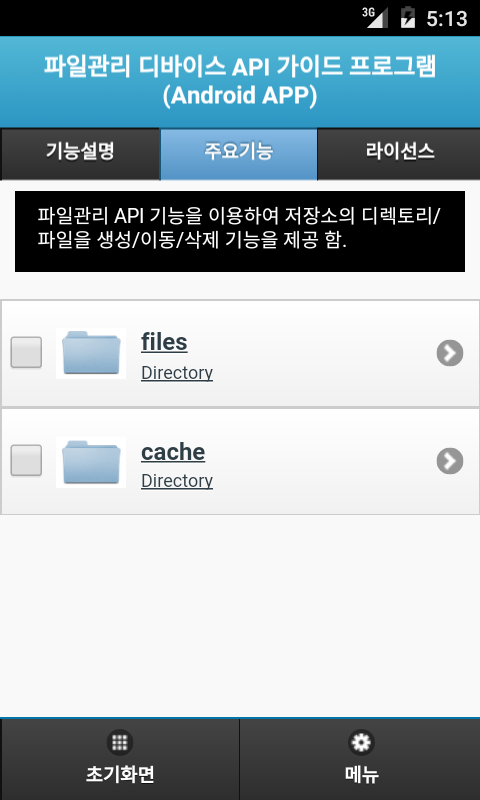 3G
5:13
파일관리 디바이스 API 가이드 프로그램
(Android APP)
기능설명
주요기능
라이선스
파일관리 API 기능을 이용하여 저장소의 디렉토리/
파일을 생성/이동/삭제 기능을 제공 함.
files
Directory
cache
Directory
초기화면
메뉴